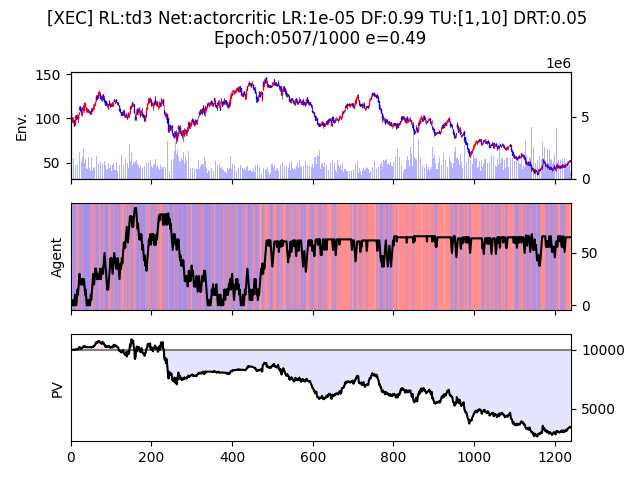 [XEC] RL:td3 Net:actorcritic LR:1e-05 DF:0.99 TU:[1,10] DRT:0.05
Epoch:0507/1000 e=0.49
1e6
150
100
50
Env.
5
0
Agent
50
0
PV
10000
5000
0 200 400 600 800 1000 1200